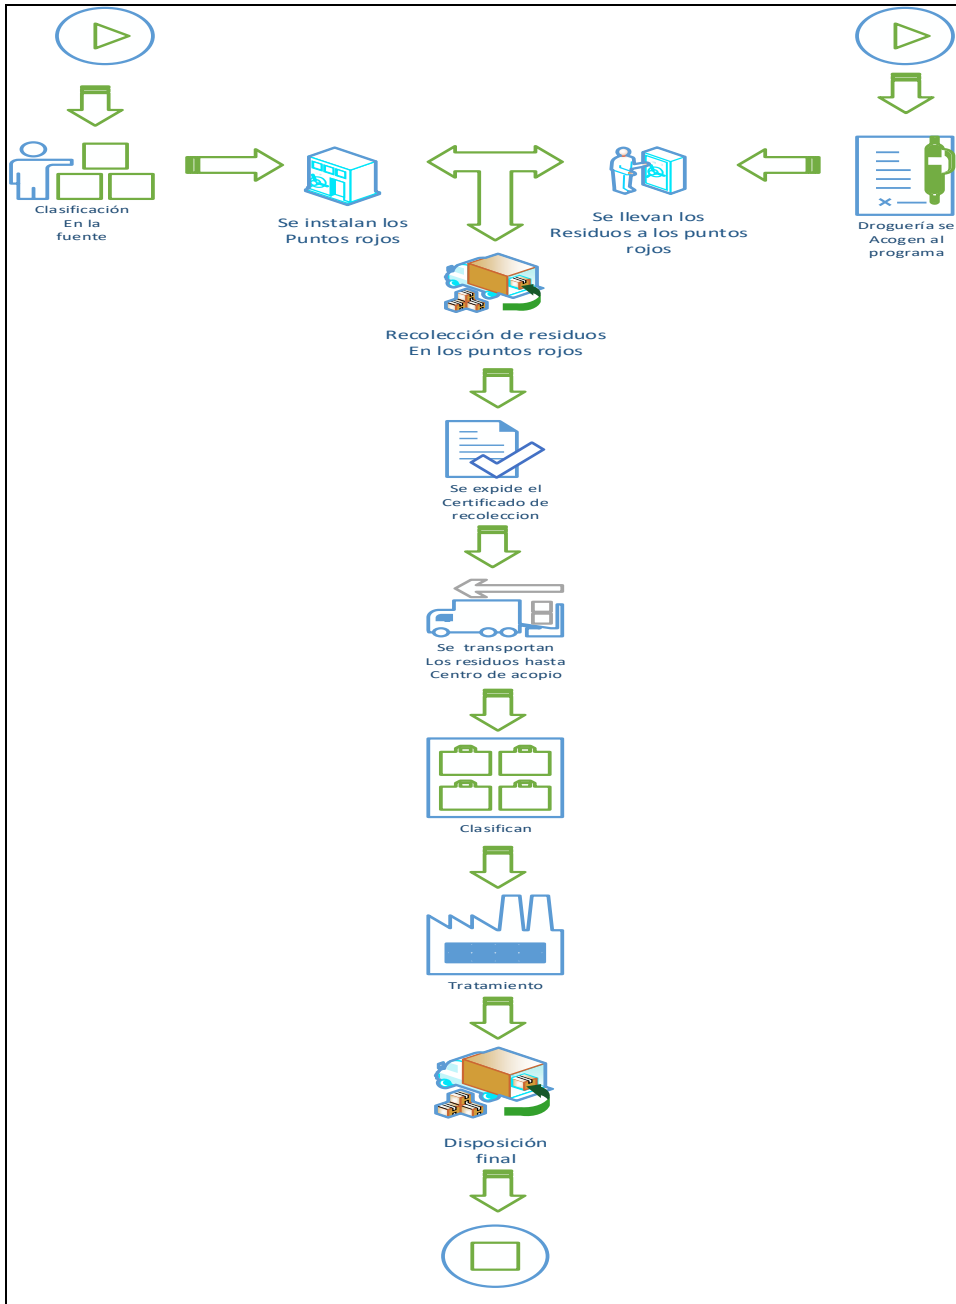 Clasificación
En la
fuente
Se instalan los
Puntos rojos
Se llevan los
Residuos a los puntos
rojos
Droguería se
Acogen al
programa
Recolección de residuos
En los puntos rojos
Se expide el
Certificado de
recoleccion
Se transportan
Los residuos hasta
Centro de acopio
Clasifican
Tratamiento
Disposición
final